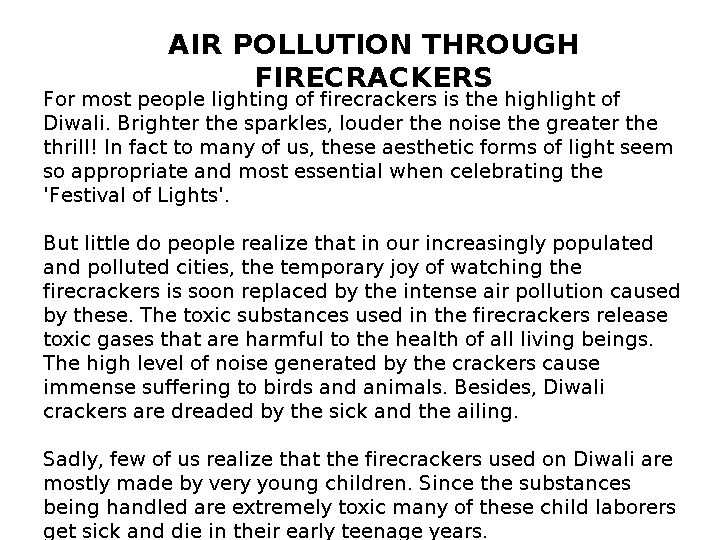 AIR POLLUTION THROUGH
FIRECRACKERS
For most people lighting of firecrackers is the highlight of
Diwali. Brighter the sparkles, louder the noise the greater the
thrill! In fact to many of us, these aesthetic forms of light seem
so appropriate and most essential when celebrating the
'Festival of Lights'.
But little do people realize that in our increasingly populated
and polluted cities, the temporary joy of watching the
firecrackers is soon replaced by the intense air pollution caused
by these. The toxic substances used in the firecrackers release
toxic gases that are harmful to the health of all living beings.
The high level of noise generated by the crackers cause
immense suffering to birds and animals. Besides, Diwali
crackers are dreaded by the sick and the ailing.
Sadly, few of us realize that the firecrackers used on Diwali are
mostly made by very young children. Since the substances
being handled are extremely toxic many of these child laborers
get sick and die in their early teenage years.